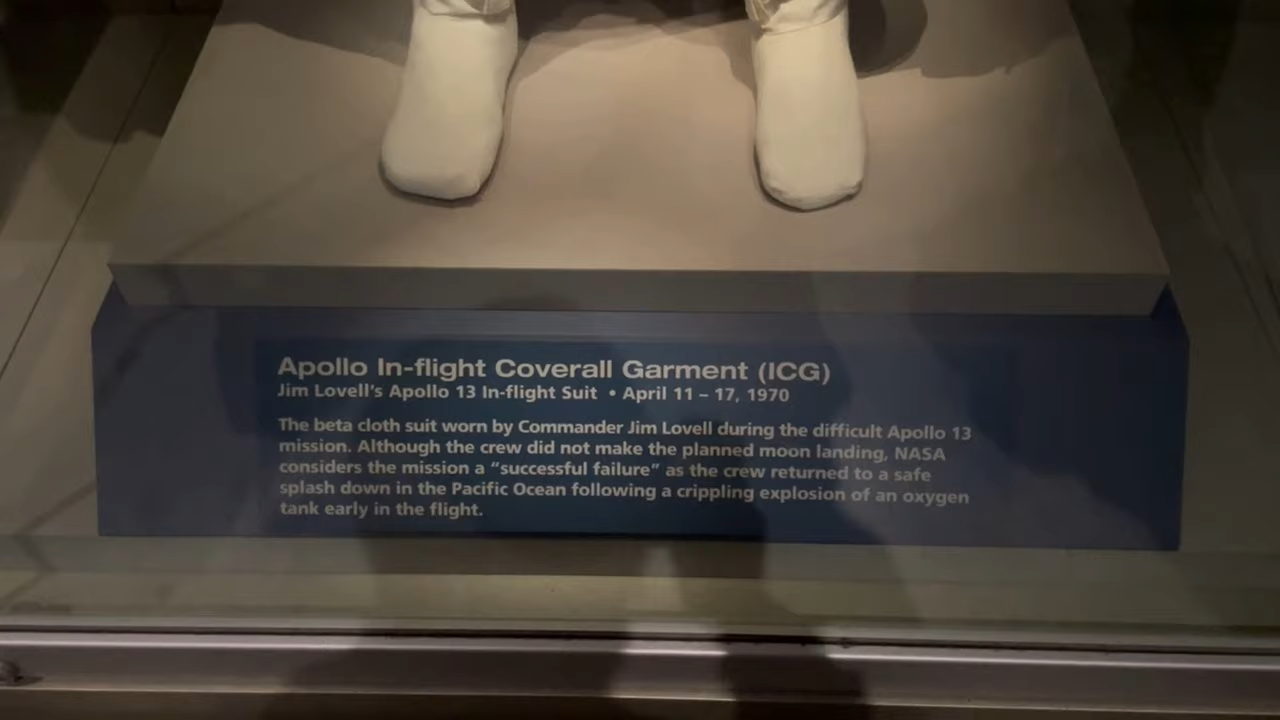 Apollo In-flight Coverall Garment (ICG)
Jim Lovell's Apollo 13 In-flight Suit • April 11 – 17, 1970
The beta cloth suit worn by Commander Jim Lovell during the difficult Apollo 13
mission. Although the crew did not make the planned moon landing, NASA
considers the mission a “successful failure” as the crew returned to a safe
splash down in the Pacific Ocean following a crippling explosion of an oxygen
tank early in the flight.